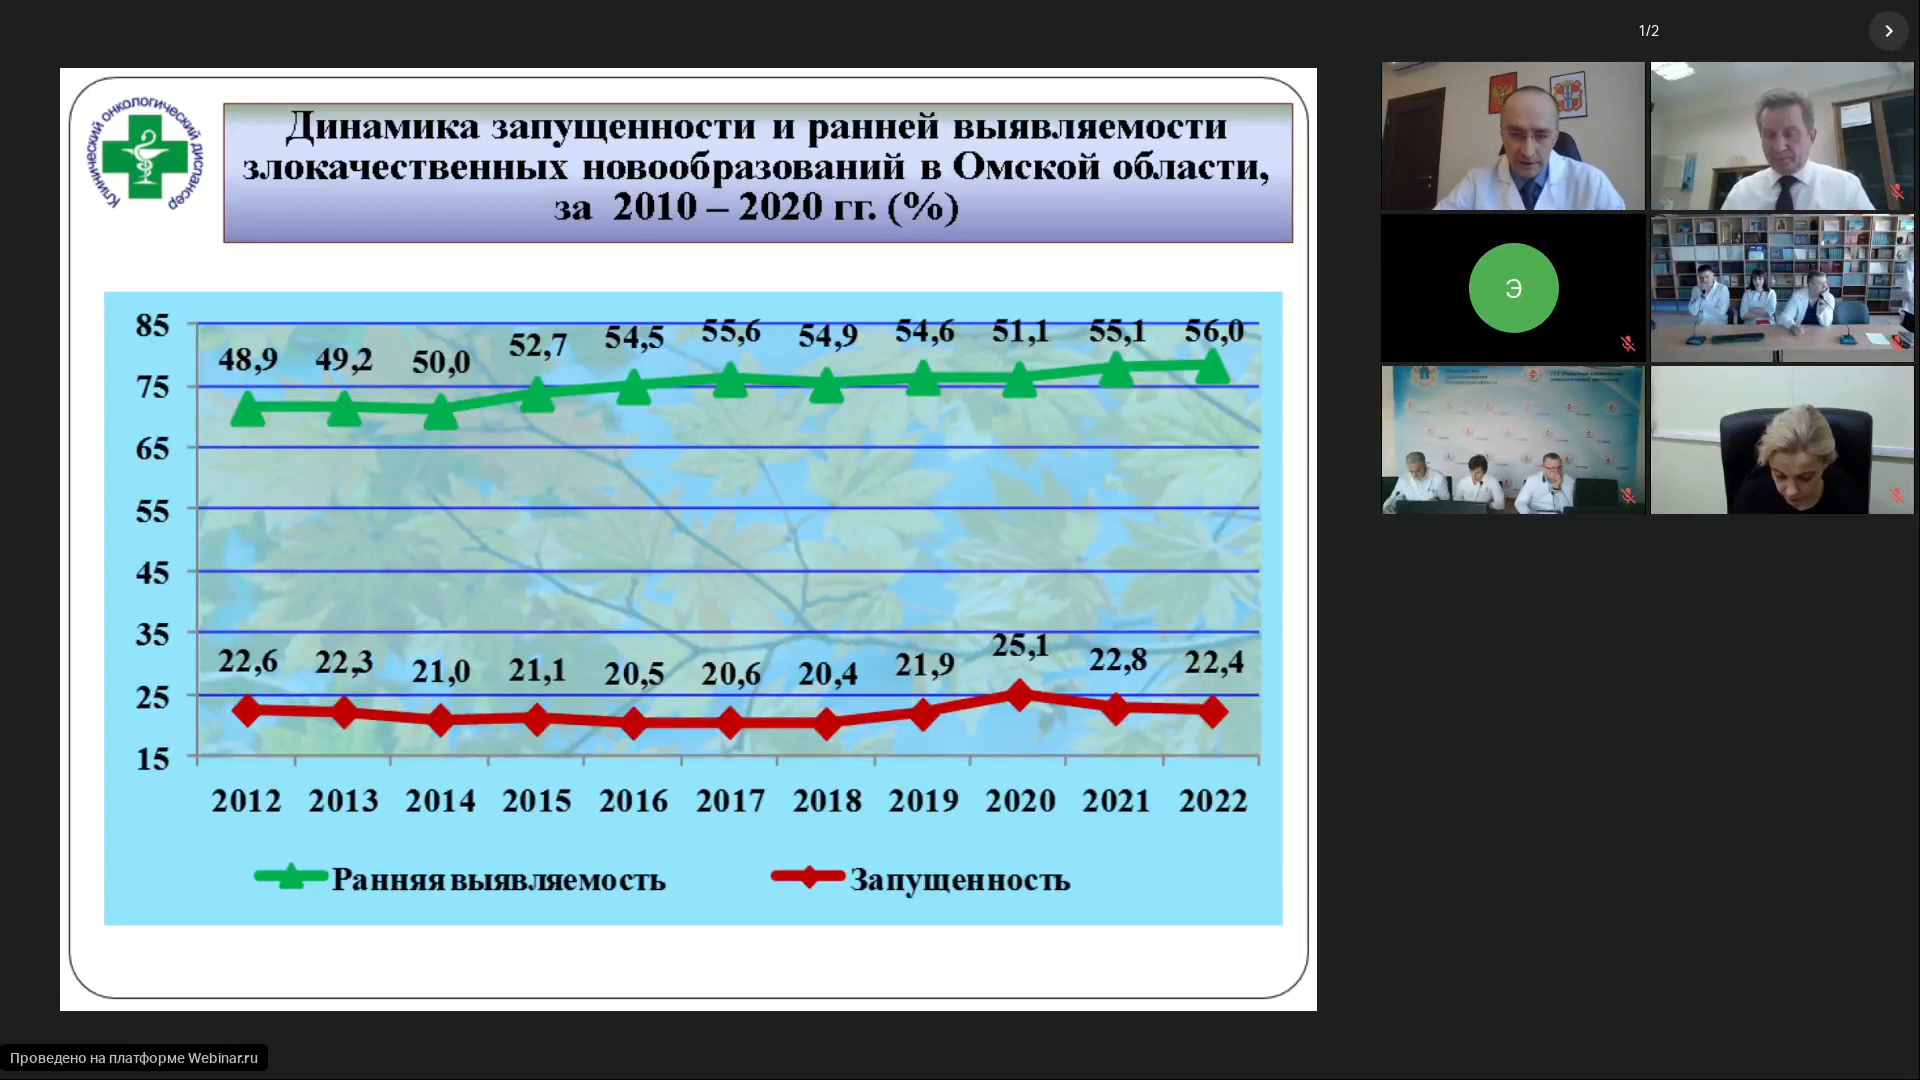 1/2
Клинический онкологический диспансер
Динамика запущенности и ранней выявляемости
злокачественных новообразований в Омской области,
за 2010 – 2020 гг. (%)
85
48,9 49,2 50,0 52,7 54,5 55,6 54,9 54,6 51,1 55,1 56,0
75
65
55
45
35
22,6 22,3 21,0 21,1 20,5 20,6 20,4 21,9 25,1 22,8 22,4
25
15
2012 2013 2014 2015 2016 2017 2018 2019 2020 2021 2022
Ранняя выявляемость Запущенность
Э
Проведено на платформе Webinar.ru